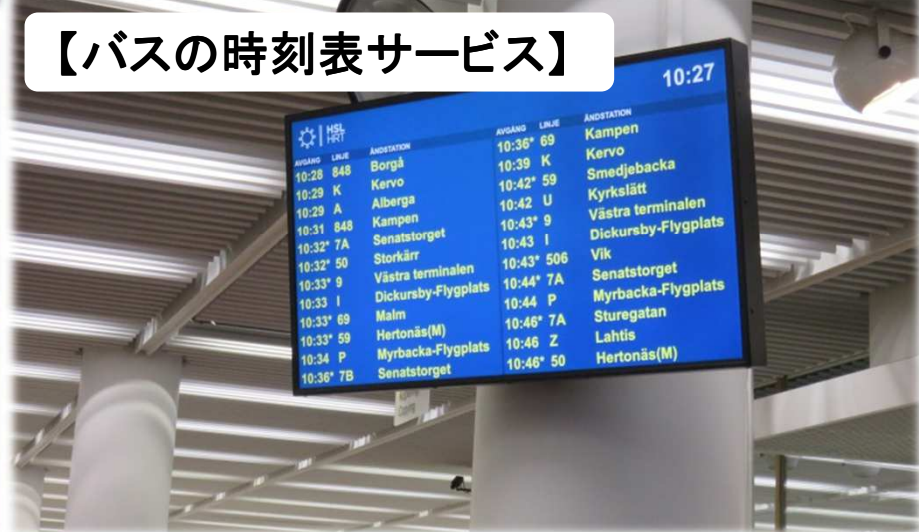 【バスの時刻表サービス】
10:27
HSL
HRT
AVGÅNG LINJE ÄNDSTATION
10:28 848 Borgå
10:29 K Kervo
10:29 A Alberga
10:31 848 Kampen
10:32* 7A Senatstorget
10:32* 50 Storkärr
10:33* 9 Västra terminalen
10:33 I Dickursby-Flygplats
10:33* 69 Malm
10:33* 59 Hertonäs(M)
10:34 P Myrbacka-Flygplats
10:36* 7B Senatstorget
AVGÅNG LINJE ÄNDSTATION
10:36* 69 Kampen
10:39 K Kervo
10:42* 59 Smedjebacka
10:42 U Kyrkslätt
10:43* 9 Västra terminalen
10:43 I Dickursby-Flygplats
10:43* 506 Vik
10:44* 7A Senatstorget
10:44 P Myrbacka-Flygplats
10:46* 7A Sturegatan
10:46 Z Lahtis
10:46* 50 Hertonäs(M)